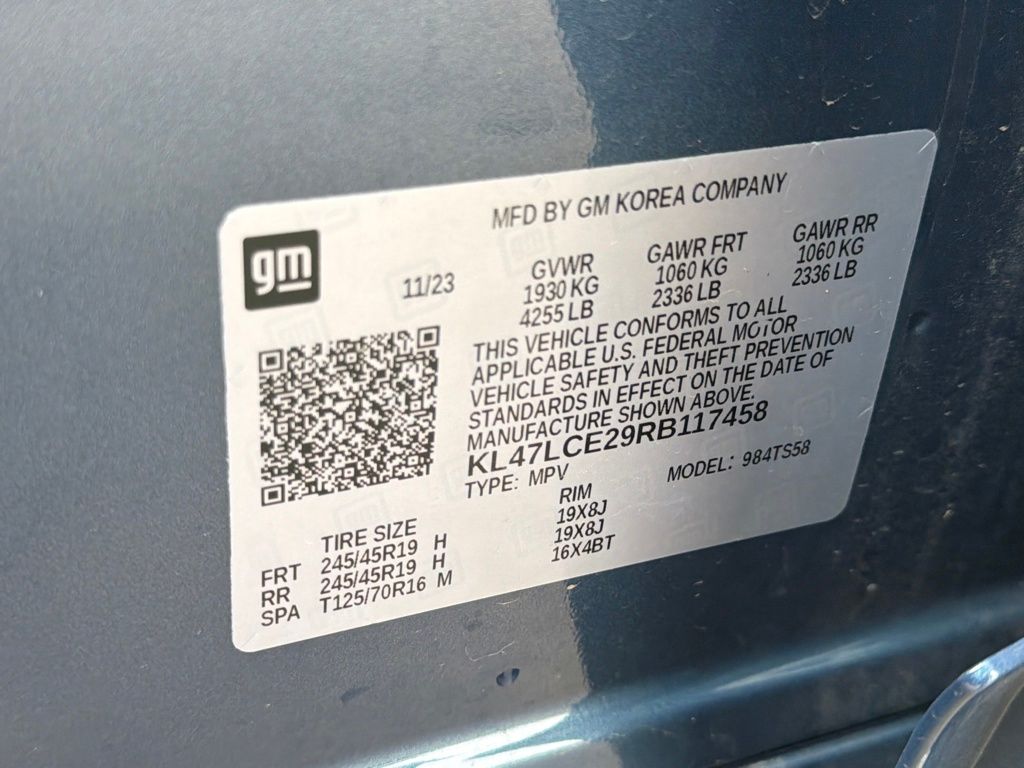 MFD BY GM KOREA COMPANY
gm
11/23
GVWR
1930 KG
4255 LB
GAWR FRT
1060 KG
2336 LB
GAWR RR
1060 KG
2336 LB
THIS VEHICLE CONFORMS TO ALL
APPLICABLE U.S. FEDERAL MOTOR
VEHICLE SAFETY AND THEFT PREVENTION
STANDARDS IN EFFECT ON THE DATE OF
MANUFACTURE SHOWN ABOVE.
KL47LCE29RB117458
TYPE: MPV MODEL: 984TS58
TIRE SIZE RIM
FRT 245/45R19 H 19X8J
RR 245/45R19 H 19X8J
SPA T125/70R16 M 16X4BT